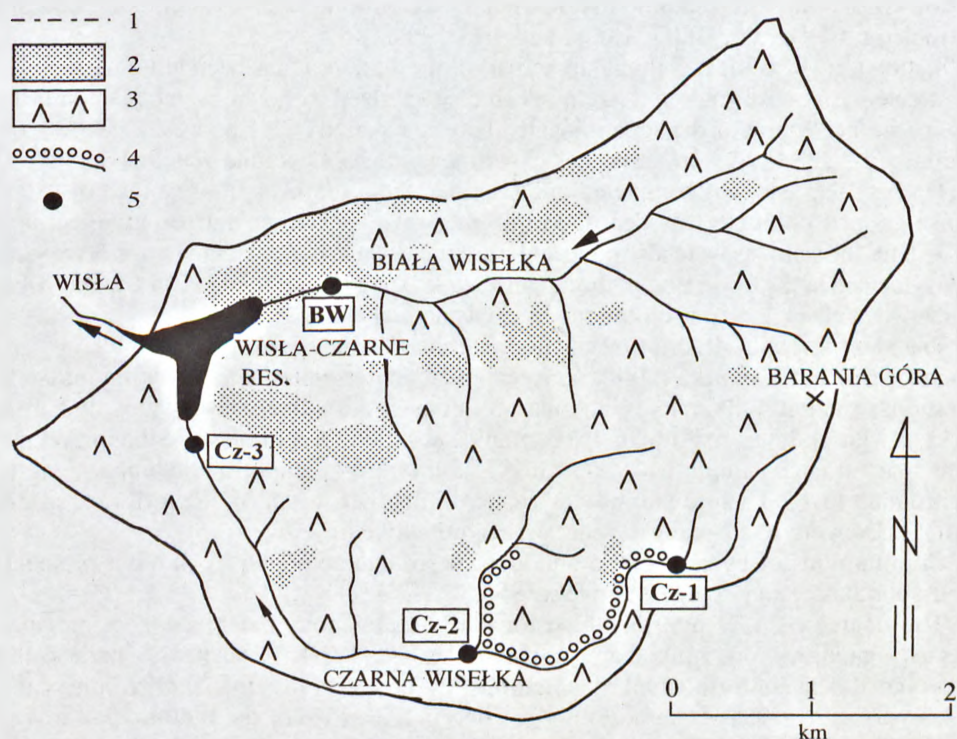 1
2
3
4
5
WISŁA
BIAŁA WISEŁKA
BW
WISŁA-CZARNE
RES.
BARANIA GÓRA
Cz-3
N
Cz-1
Cz-2
CZARNA WISEŁKA
0
2
km